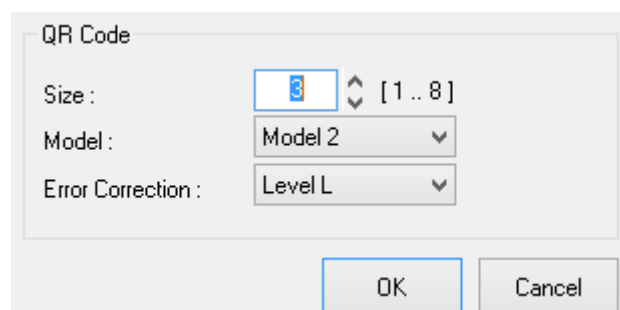 QR Code
Size : 3 [ 1 .. 8 ]
Model : Model 2
Error Correction : Level L
OK Cancel